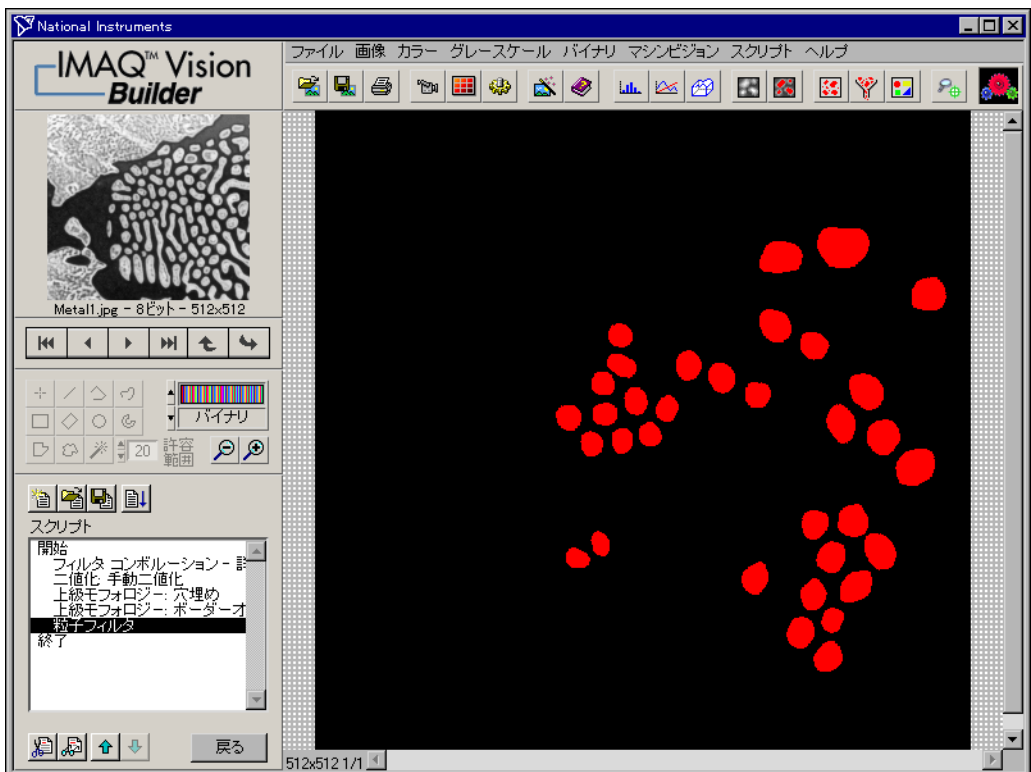 National Instruments
IMAQ™ Vision
Builder
ファイル 画像 カラー グレースケール バイナリ マシンビジョン スクリプト ヘルプ
Metal1.jpg - 8ビット - 512x512
バイナリ
20 許容
範囲
スクリプト
開始
フィルタ コンボルーション - 詳
二値化: 手動二値化
上級モフォロジー: 穴埋め
上級モフォロジー: ボーダーオ
粒子フィルタ
終了
戻る
512x512 1/1